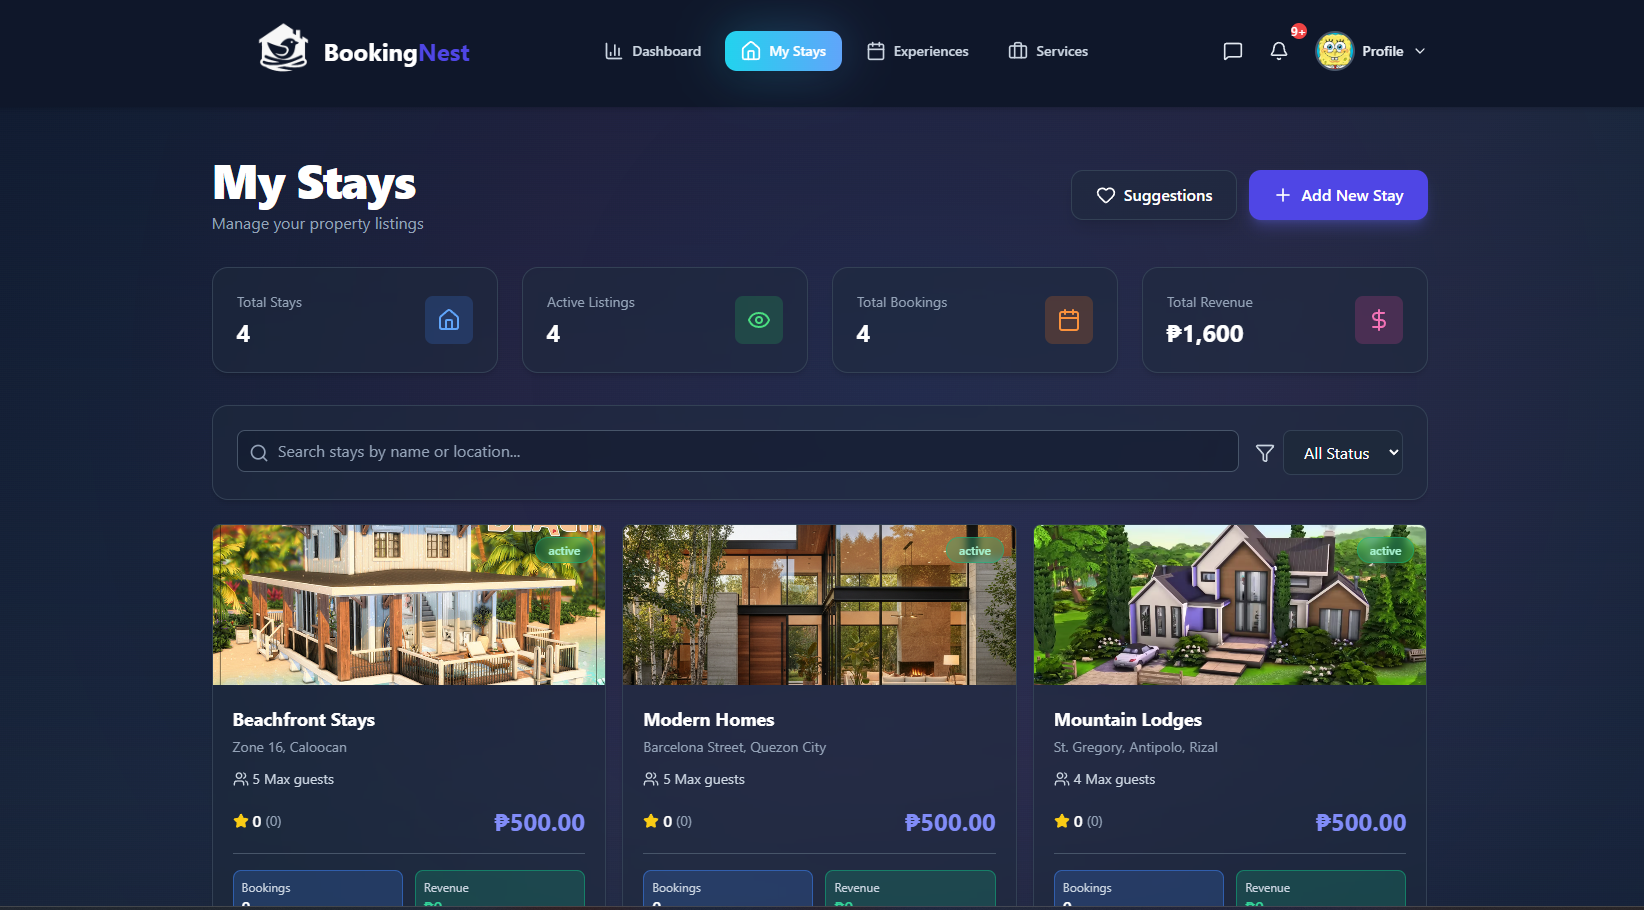 BookingNest
Dashboard
My Stays
Experiences
Services
9+
Profile
My Stays
Manage your property listings
Suggestions
Add New Stay
Total Stays
4
Active Listings
4
Total Bookings
4
Total Revenue
₱1,600
Search stays by name or location...
All Status
active
active
active
Beachfront Stays
Zone 16, Caloocan
5 Max guests
0 (0)
₱500.00
Bookings
Revenue
Modern Homes
Barcelona Street, Quezon City
5 Max guests
0 (0)
₱500.00
Bookings
Revenue
Mountain Lodges
St. Gregory, Antipolo, Rizal
4 Max guests
0 (0)
₱500.00
Bookings
Revenue